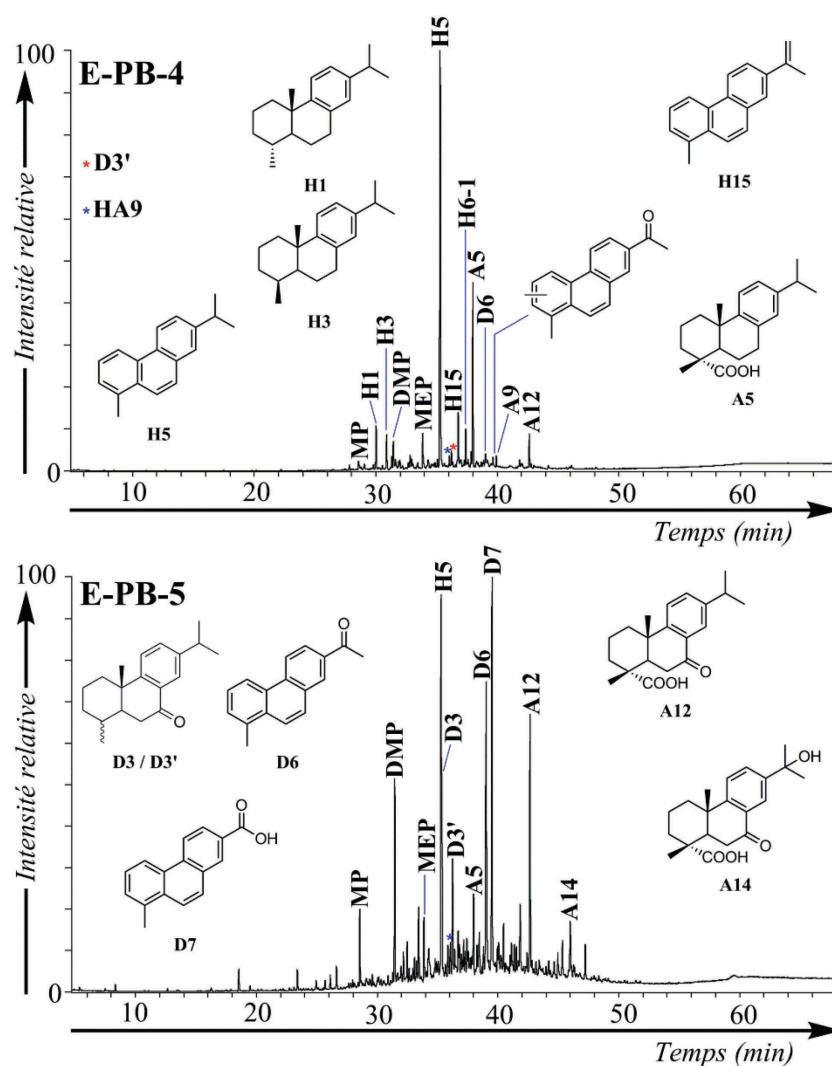 100
E-PB-4
* D3'
* HA9
Intensité relative
0
H1
H3
H5
H15
A5
COOH
O
MP
H1
H3
DMP
MEP
H5
H15
H6-1
A5
D6
A9
A12
10
20
30
40
50
60
Temps (min)
100
E-PB-5
Intensité relative
0
O
D3 / D3'
O
D6
O
OH
D7
COOH
O
A12
OH
COOH
O
A14
MP
DMP
MEP
H5
D3
D3'
*
A5
D6
D7
A12
A14
10
20
30
40
50
60
Temps (min)